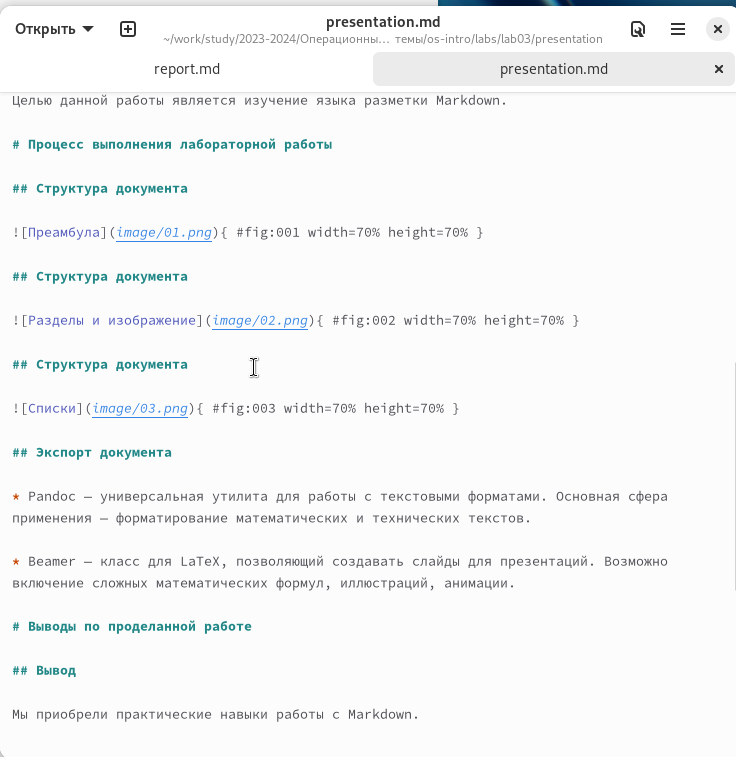 Открыть
presentation.md
~/work/study/2023-2024/Операционны… темы/os-intro/labs/lab03/presentation
report.md
presentation.md
Целью данной работы является изучение языка разметки Markdown.
# Процесс выполнения лабораторной работы
## Структура документа
![Преамбула](image/01.png){ #fig:001 width=70% height=70% }
## Структура документа
![Разделы и изображение](image/02.png){ #fig:002 width=70% height=70% }
## Структура документа
![Списки](image/03.png){ #fig:003 width=70% height=70% }
## Экспорт документа
* Pandoc — универсальная утилита для работы с текстовыми форматами. Основная сфера
применения — форматирование математических и технических текстов.
* Beamer — класс для LaTeX, позволяющий создавать слайды для презентаций. Возможно
включение сложных математических формул, иллюстраций, анимации.
# Выводы по проделанной работе
## Вывод
Мы приобрели практические навыки работы с Markdown.